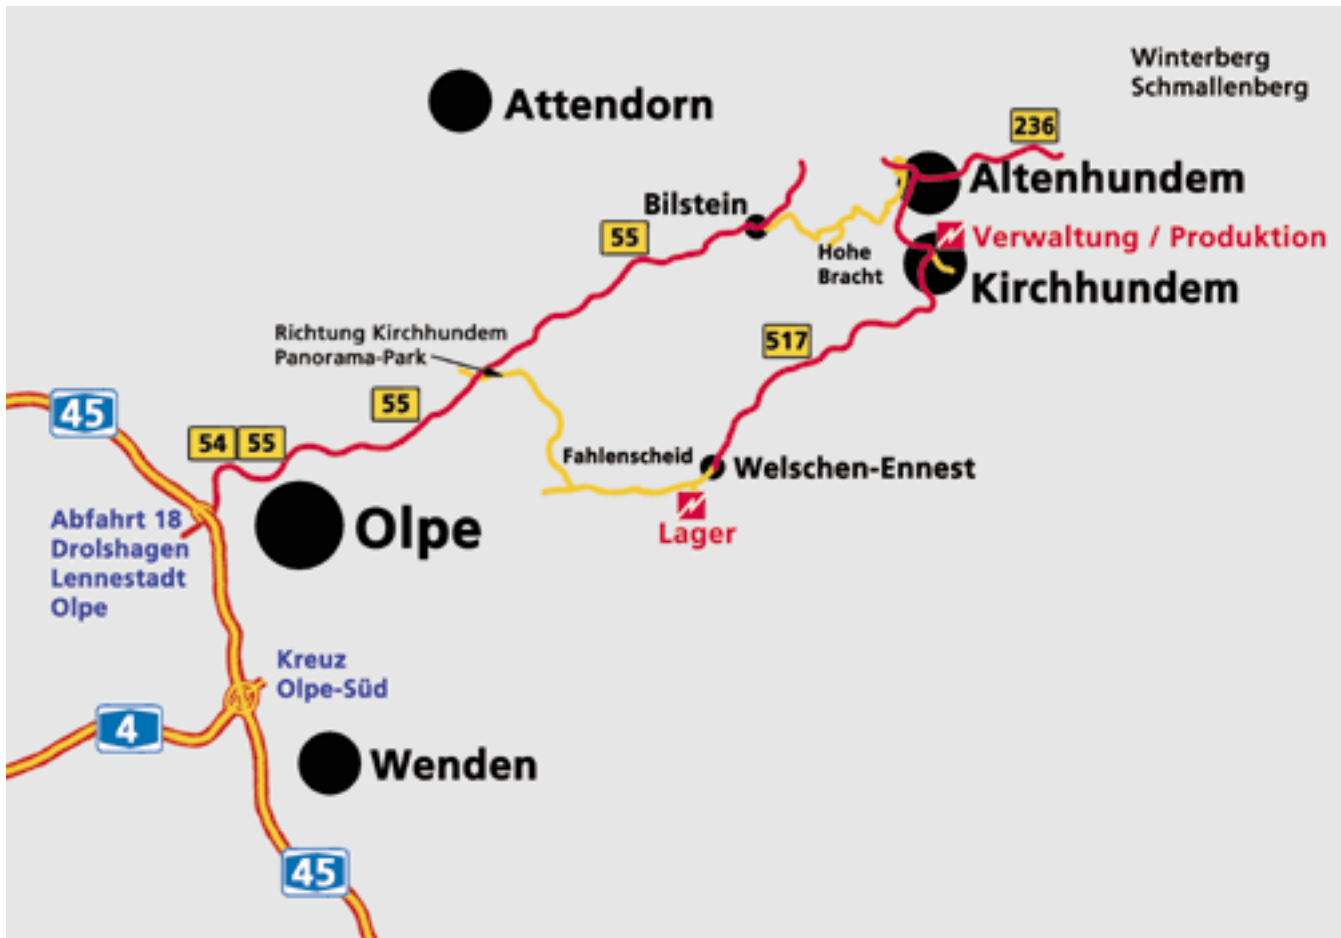 Winterberg
Schmallenberg
Attendorn
236
Altenhundem
Bilstein
55
Verwaltung / Produktion
Hohe
Bracht
Kirchhundem
Richtung Kirchhundem
Panorama-Park
517
45
55
54
55
Fahlenscheid
Welschen-Ennest
Abfahrt 18
Drolshagen
Lennestadt
Olpe
Olpe
Lager
Kreuz
Olpe-Süd
4
Wenden
45